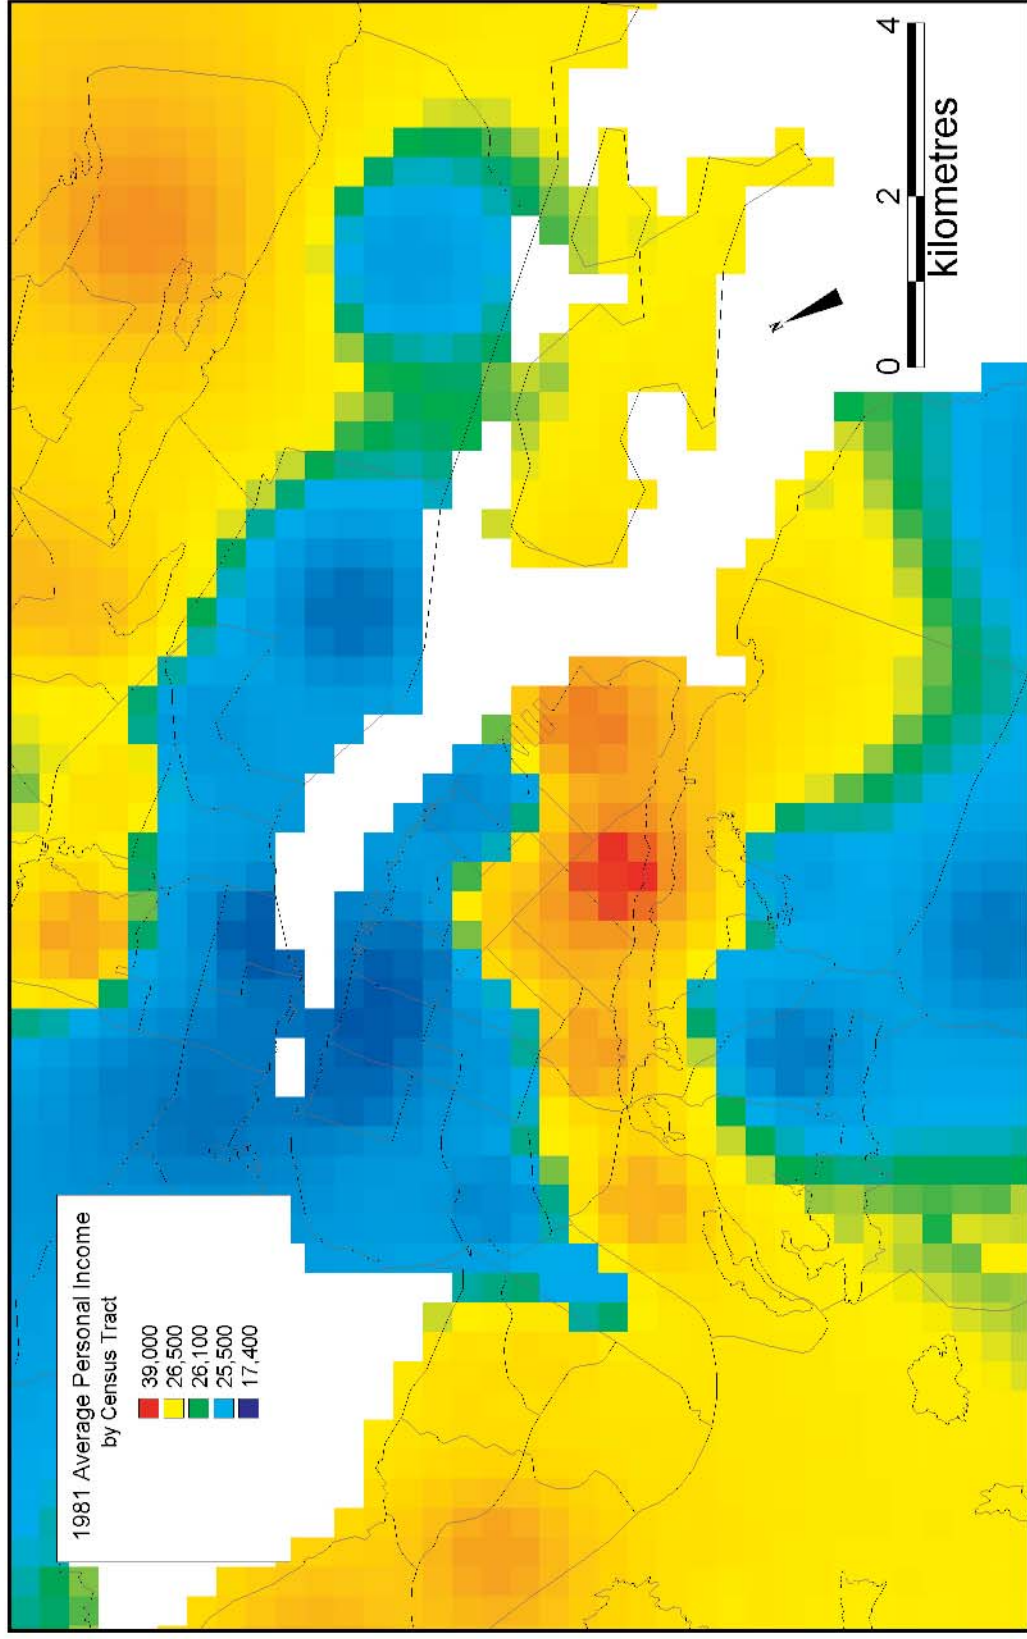 1981 Average Personal Income
by Census Tract
39,000
26,500
26,100
25,500
17,400
N
0 2 4
kilometres